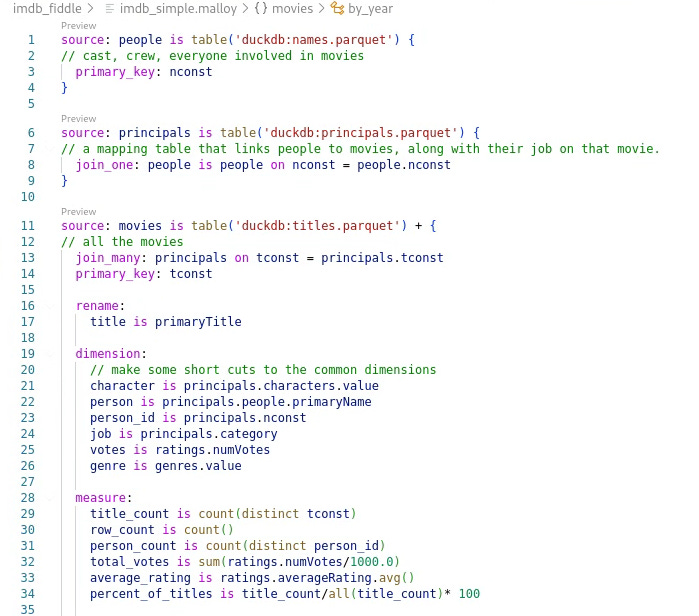 imdb_fiddle > imdb_simple.malloy > {} movies > by_year
Preview
1 source: people is table('duckdb:names.parquet') {
2 // cast, crew, everyone involved in movies
3 primary_key: nconst
4 }
5
Preview
6 source: principals is table('duckdb:principals.parquet') {
7 // a mapping table that links people to movies, along with their job on that movie.
8 join_one: people is people on nconst = people.nconst
9 }
10
Preview
11 source: movies is table('duckdb:titles.parquet') + {
12 // all the movies
13 join_many: principals on tconst = principals.tconst
14 primary_key: tconst
15
16 rename:
17 title is primaryTitle
18
19 dimension:
20 // make some short cuts to the common dimensions
21 character is principals.characters.value
22 person is principals.people.primaryName
23 person_id is principals.nconst
24 job is principals.category
25 votes is ratings.numVotes
26 genre is genres.value
27
28 measure:
29 title_count is count(distinct tconst)
30 row_count is count()
31 person_count is count(distinct person_id)
32 total_votes is sum(ratings.numVotes/1000.0)
33 average_rating is ratings.averageRating.avg()
34 percent_of_titles is title_count/all(title_count)* 100
35